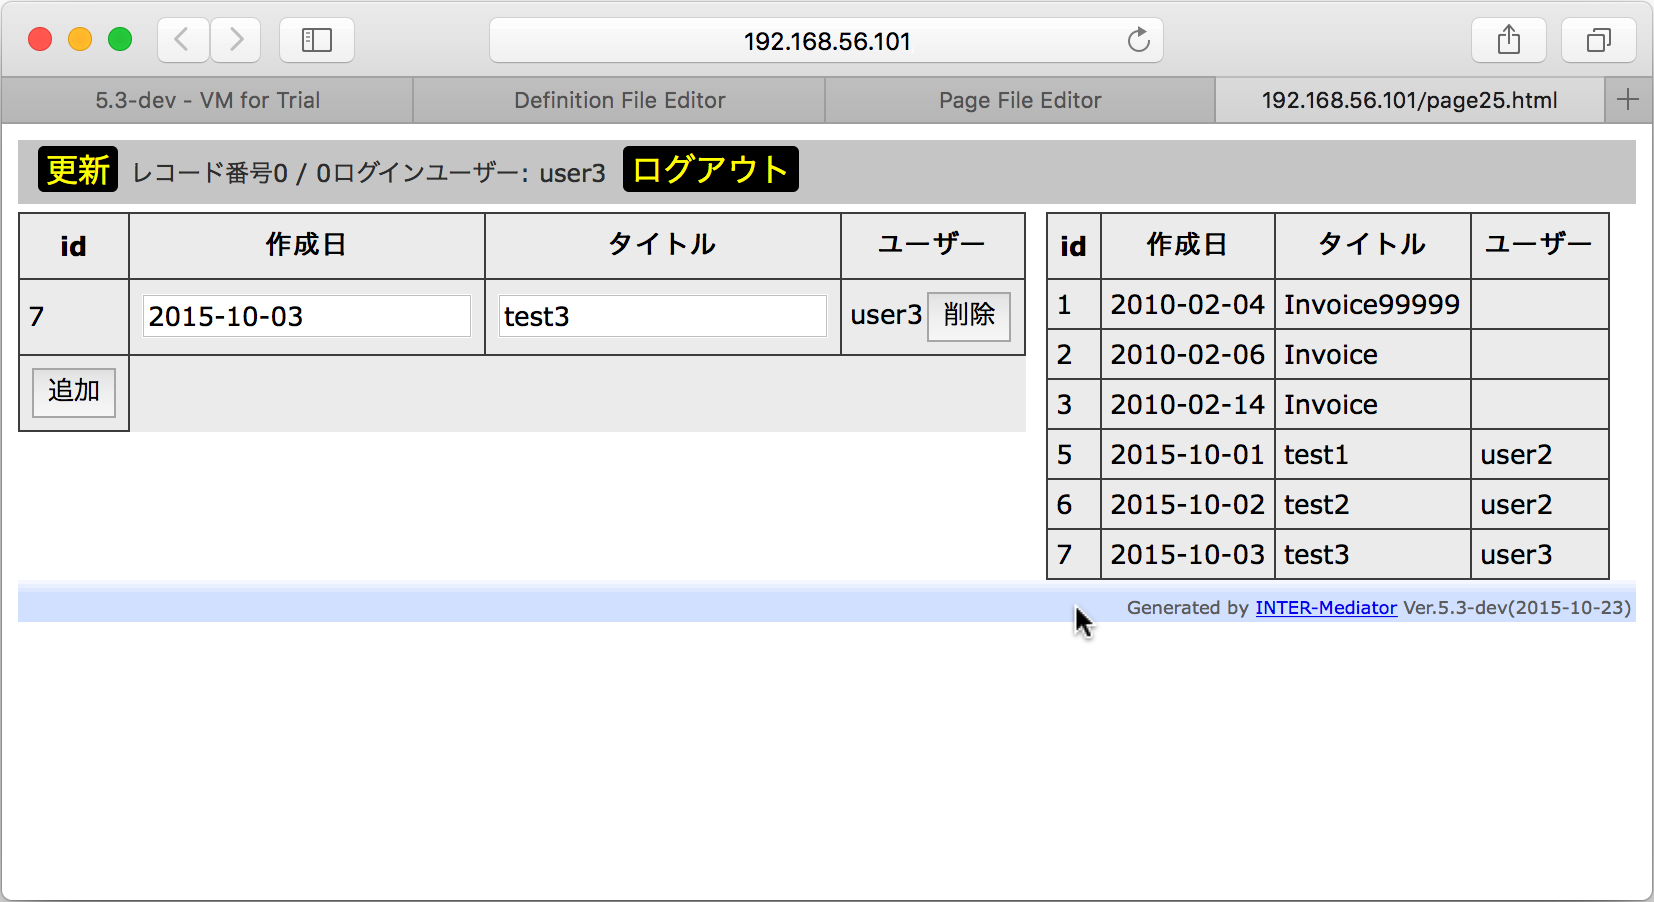 192.168.56.101
5.3-dev - VM for Trial Definition File Editor Page File Editor 192.168.56.101/page25.html
更新 レコード番号0 / 0ログインユーザー: user3 ログアウト
id 作成日 タイトル ユーザー
7 2015-10-03 test3 user3 削除
追加
id 作成日 タイトル ユーザー
1 2010-02-04 Invoice99999
2 2010-02-06 Invoice
3 2010-02-14 Invoice
5 2015-10-01 test1 user2
6 2015-10-02 test2 user2
7 2015-10-03 test3 user3
Generated by INTER-Mediator Ver.5.3-dev(2015-10-23)